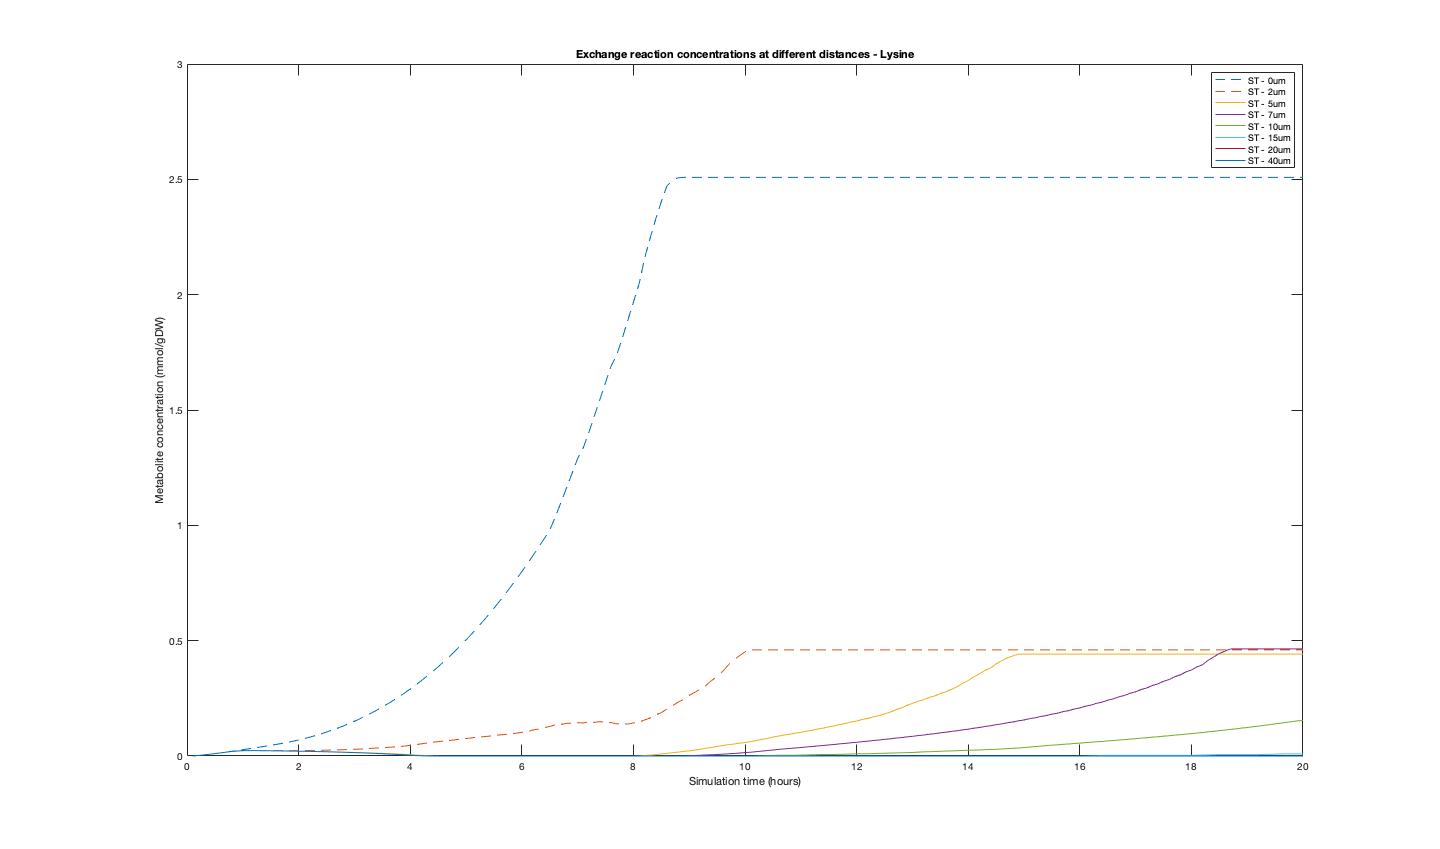 Exchange reaction concentrations at different distances - Lysine
3
2.5
2
1.5
1
0.5
0
Metabolite concentration (mmol/gDW)
ST - 0um
ST - 2um
ST - 5um
ST - 7um
ST - 10um
ST - 15um
ST - 20um
ST - 40um
0 2 4 6 8 10 12 14 16 18 20
Simulation time (hours)